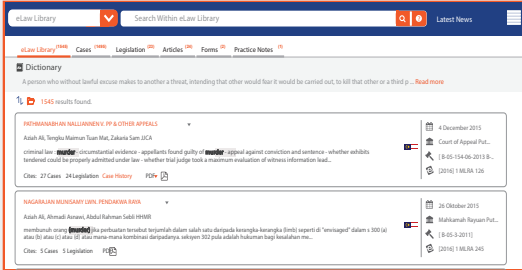 eLaw Library Search Within eLaw Library Latest News
eLaw Library (1545) Cases Legislation (22) Articles (20) Forms (2) Practice Notes (1)
Dictionary
A person who without lawful excuse makes to another a threat, intending that other would fear it would be carried out, to kill that other or a third p ... Read more
1545 results found.
PATHMANABHAN NALLIANNEN V. PP & OTHER APPEALS
Aziah Ali, Tengku Maimun Tuan Mat, Zakaria Sam JJCA
criminal law : murder - circumstantial evidence - appellants found guilty of murder - appeal against conviction and sentence - whether exhibits
tendered could be properly admitted under law - whether trial judge took a maximum evaluation of witness information lead...
Cites: 27 Cases 24 Legislation Case History PDF
4 December 2015
Court of Appeal Put...
[ B-05-154-06-2013 B...
[2016] 1 MLRA 126
NAGARAJAN MUNISAMY LWN. PENDAKWA RAYA
Aziah Ali, Ahmadi Asnawi, Abdul Rahman Sebli HHMR
membunuh orang (murder) jika perbuatan tersebut terjumlah dalam salah satu daripada kerangka-kerangka (limb) seperti di "envisaged" dalam s 300 (a)
atau (b) atau (c) atau (d) atau mana-mana kombinasi daripadanya. seksyen 302 pula adalah hukuman bagi kesalahan me...
Cites: 5 Cases 5 Legislation PDF
26 Oktober 2015
Mahkamah Rayuan Put...
[ B-05-3-2011]
[2016] 1 MLRA 245